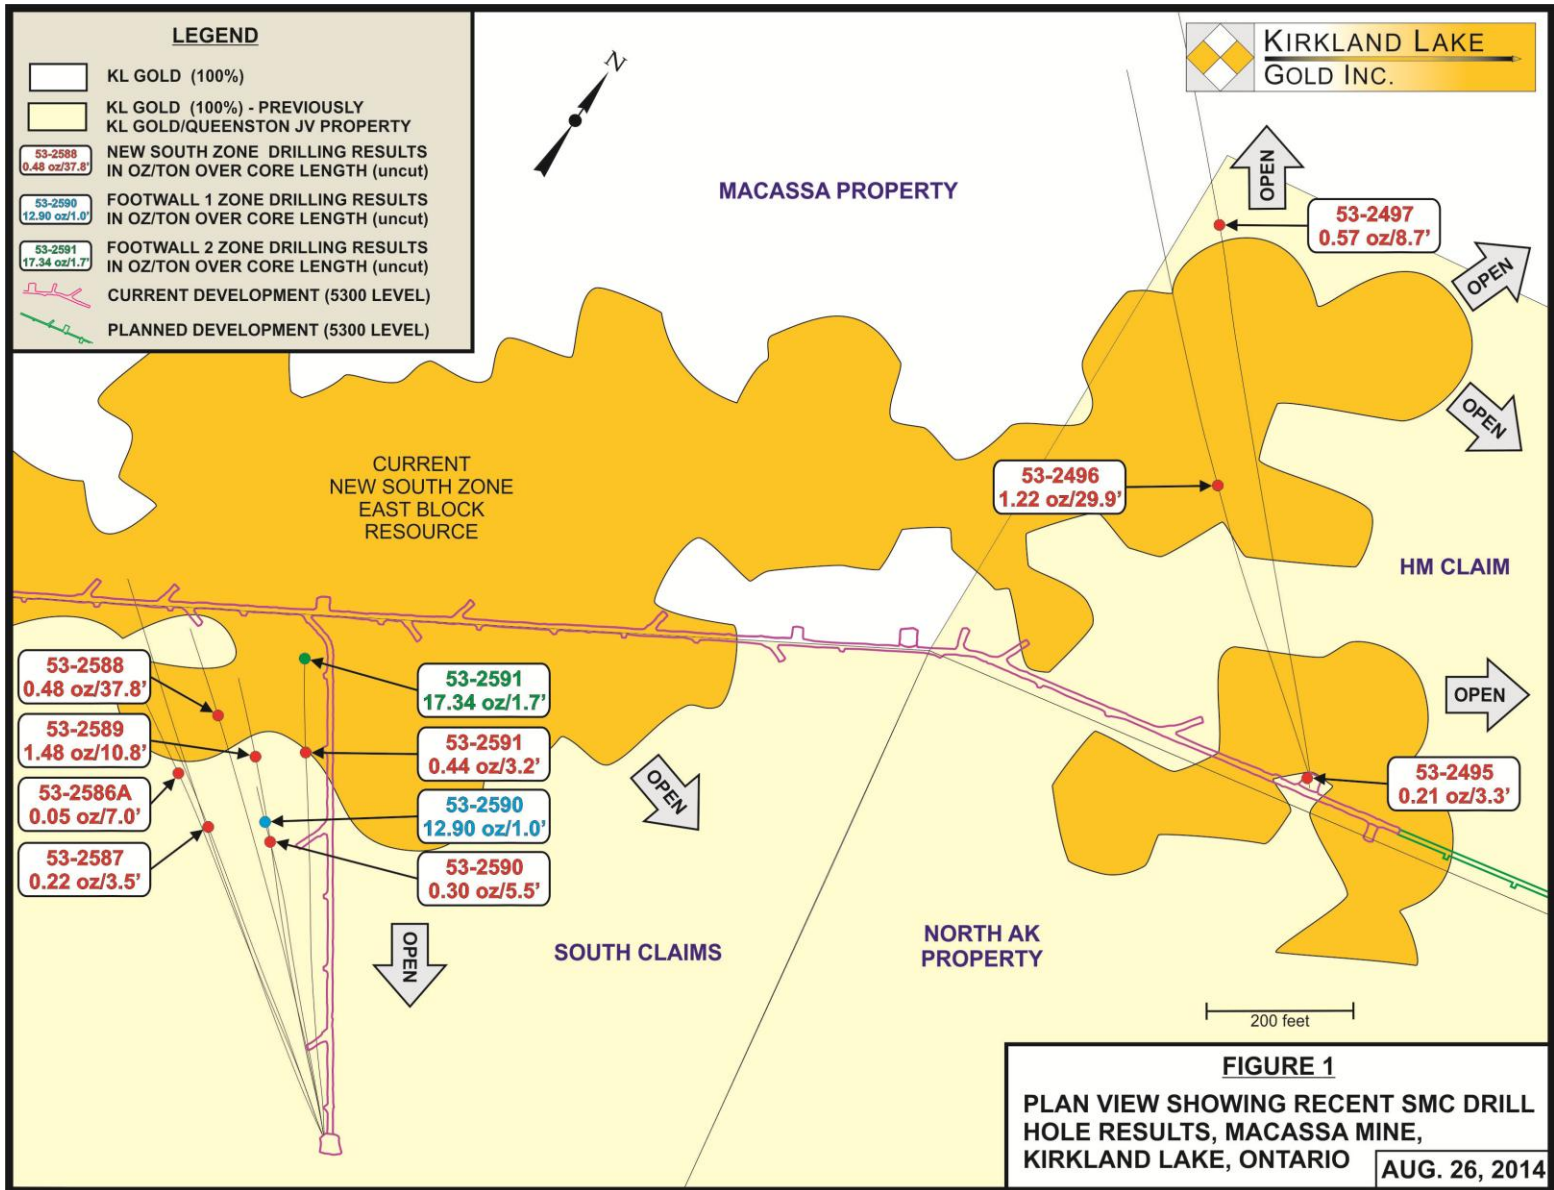 LEGEND
KL GOLD (100%)
KL GOLD (100%) - PREVIOUSLY
KL GOLD/QUEENSTON JV PROPERTY
53-2588
0.48 oz/37.8'
NEW SOUTH ZONE DRILLING RESULTS
IN OZ/TON OVER CORE LENGTH (uncut)
53-2590
12.90 oz/1.0'
FOOTWALL 1 ZONE DRILLING RESULTS
IN OZ/TON OVER CORE LENGTH (uncut)
53-2591
17.34 oz/1.7'
FOOTWALL 2 ZONE DRILLING RESULTS
IN OZ/TON OVER CORE LENGTH (uncut)
CURRENT DEVELOPMENT (5300 LEVEL)
PLANNED DEVELOPMENT (5300 LEVEL)
N
KIRKLAND LAKE
GOLD INC.
MACASSA PROPERTY
OPEN
53-2497
0.57 oz/8.7'
OPEN
OPEN
CURRENT
NEW SOUTH ZONE
EAST BLOCK
RESOURCE
53-2496
1.22 oz/29.9'
HM CLAIM
53-2588
0.48 oz/37.8'
53-2589
1.48 oz/10.8'
53-2586A
0.05 oz/7.0'
53-2587
0.22 oz/3.5'
53-2591
17.34 oz/1.7'
53-2591
0.44 oz/3.2'
53-2590
12.90 oz/1.0'
53-2590
0.30 oz/5.5'
OPEN
OPEN
OPEN
53-2495
0.21 oz/3.3'
SOUTH CLAIMS
NORTH AK
PROPERTY
200 feet
FIGURE 1
PLAN VIEW SHOWING RECENT SMC DRILL
HOLE RESULTS, MACASSA MINE,
KIRKLAND LAKE, ONTARIO
AUG. 26, 2014